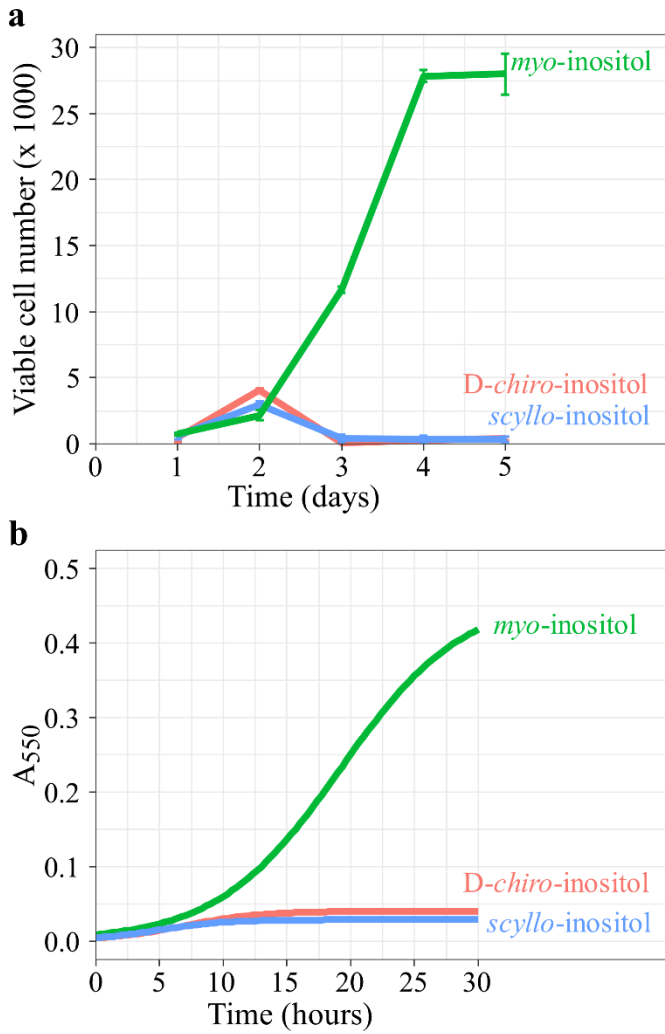 a
30
25
20
15
10
5
0
Viable cell number (x 1000)
myo-inositol
D-chiro-inositol
scyllo-inositol
0 1 2 3 4 5
Time (days)
b
0.5
0.4
0.3
0.2
0.1
0.0
A550
myo-inositol
D-chiro-inositol
scyllo-inositol
0 5 10 15 20 25 30
Time (hours)